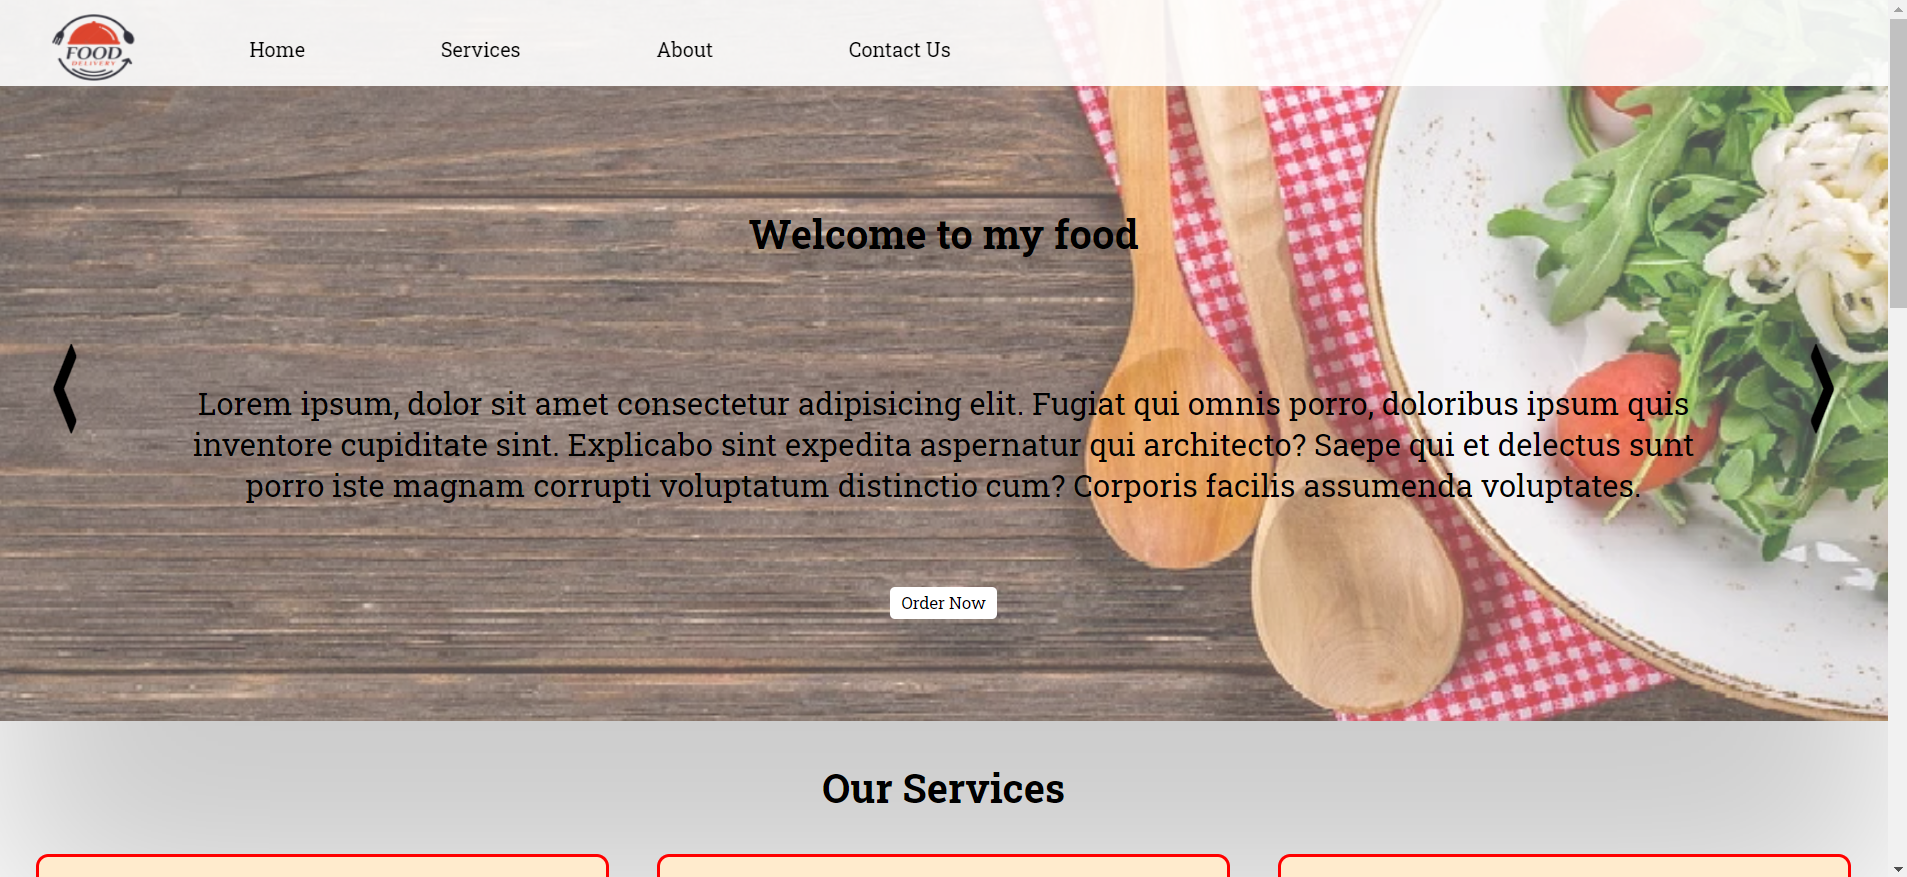 FOOD
DELIVERY
Home
Services
About
Contact Us
Welcome to my food
Lorem ipsum, dolor sit amet consectetur adipisicing elit. Fugiat qui omnis porro, doloribus ipsum quis
inventore cupiditate sint. Explicabo sint expedita aspernatur qui architecto? Saepe qui et delectus sunt
porro iste magnam corrupti voluptatum distinctio cum? Corporis facilis assumenda voluptates.
Order Now
Our Services